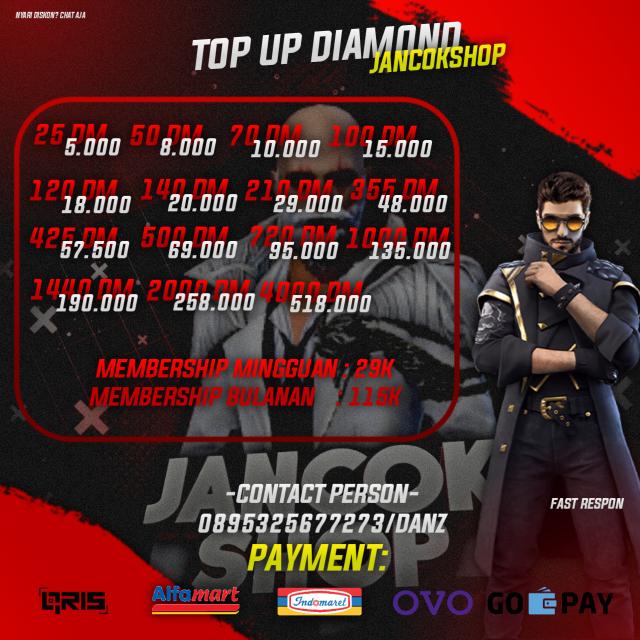 NYARI DISKON? CHAT AJA
TOP UP DIAMOND
JANCOKSHOP
25 DM 50 DM 70 DM 100 DM
5.000 8.000 10.000 15.000
120 DM 140 DM 210 DM 355 DM
18.000 20.000 29.000 48.000
425 DM 500 DM 720 DM 1000 DM
57.500 69.000 95.000 135.000
1440 DM 2000 DM 4000 DM
190.000 258.000 518.000
MEMBERSHIP MINGGUAN : 29K
MEMBERSHIP BULANAN : 115K
JANCOK
SHOP
-CONTACT PERSON-
0895325677273/DANZ
FAST RESPON
PAYMENT:
QRIS Alfamart Indomaret OVO GO PAY